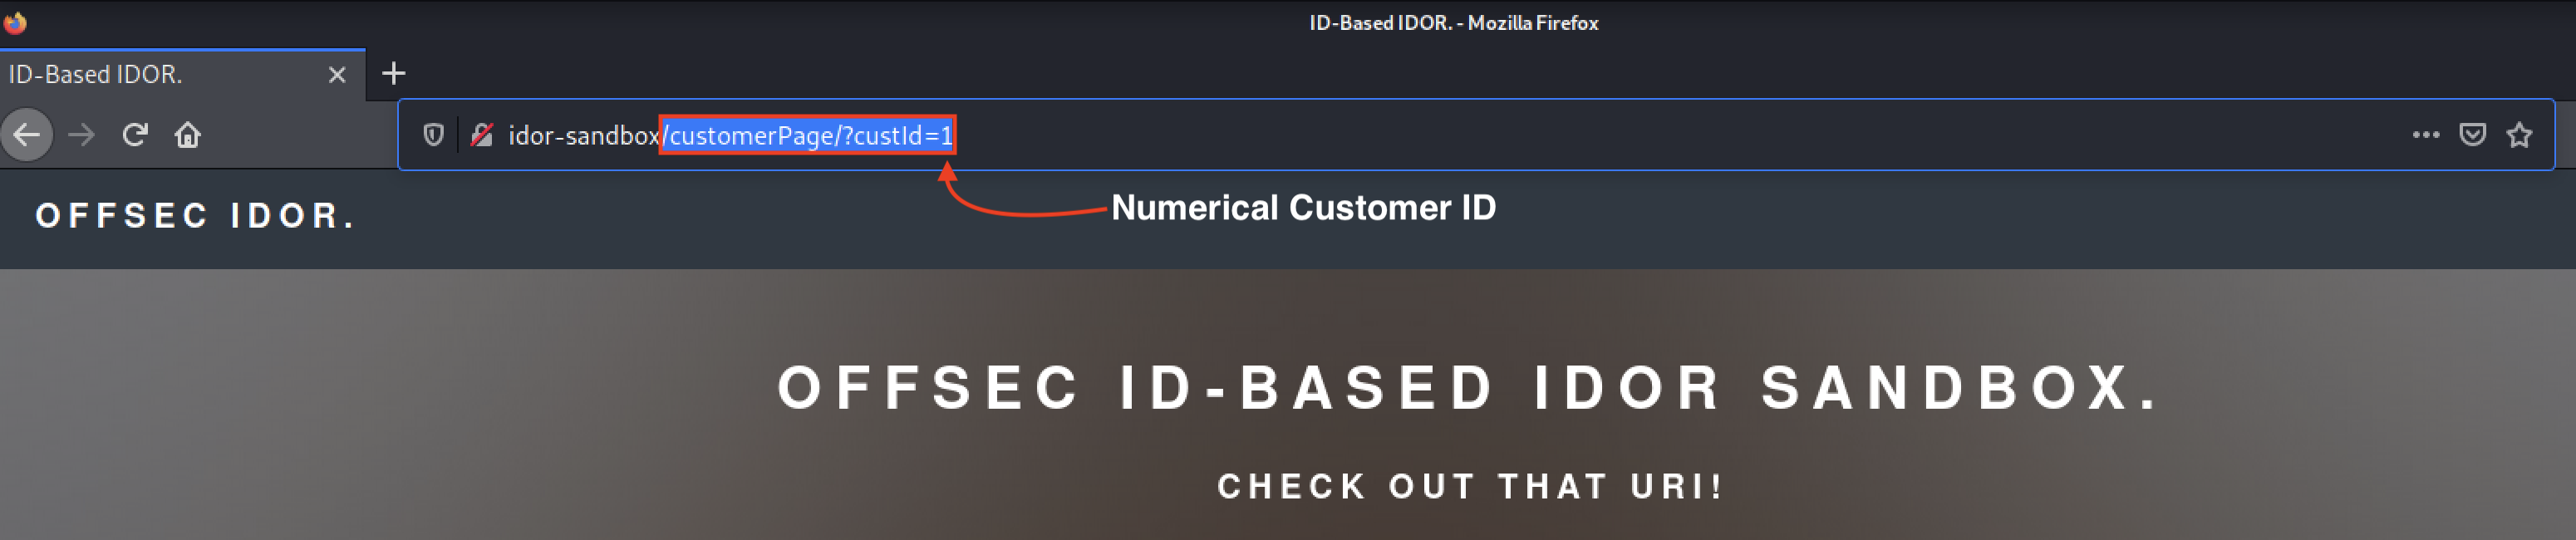 ID-Based IDOR. - Mozilla Firefox
ID-Based IDOR.
idor-sandbox/customerPage/?custId=1
OFFSEC IDOR.
Numerical Customer ID
OFFSEC ID-BASED IDOR SANDBOX.
CHECK OUT THAT URI!